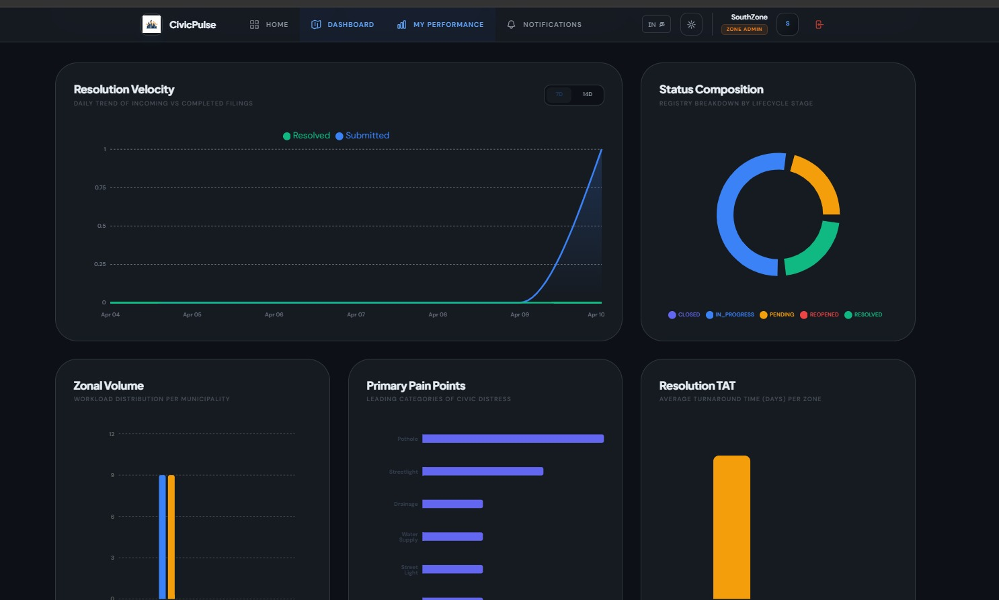 CivicPulse
HOME
DASHBOARD
MY PERFORMANCE
NOTIFICATIONS
IN
SouthZone
ZONE ADMIN
S
Resolution Velocity
DAILY TREND OF INCOMING VS COMPLETED FILINGS
7D
14D
Resolved
Submitted
1
0.75
0.5
0.25
0
Apr 04
Apr 05
Apr 06
Apr 07
Apr 08
Apr 09
Apr 10
Status Composition
REGISTRY BREAKDOWN BY LIFECYCLE STAGE
CLOSED
IN_PROGRESS
PENDING
REOPENED
RESOLVED
Zonal Volume
WORKLOAD DISTRIBUTION PER MUNICIPALITY
12
9
6
3
0
Primary Pain Points
LEADING CATEGORIES OF CIVIC DISTRESS
Pothole
Streetlight
Drainage
Water
Supply
Street
Light
Resolution TAT
AVERAGE TURNAROUND TIME (DAYS) PER ZONE